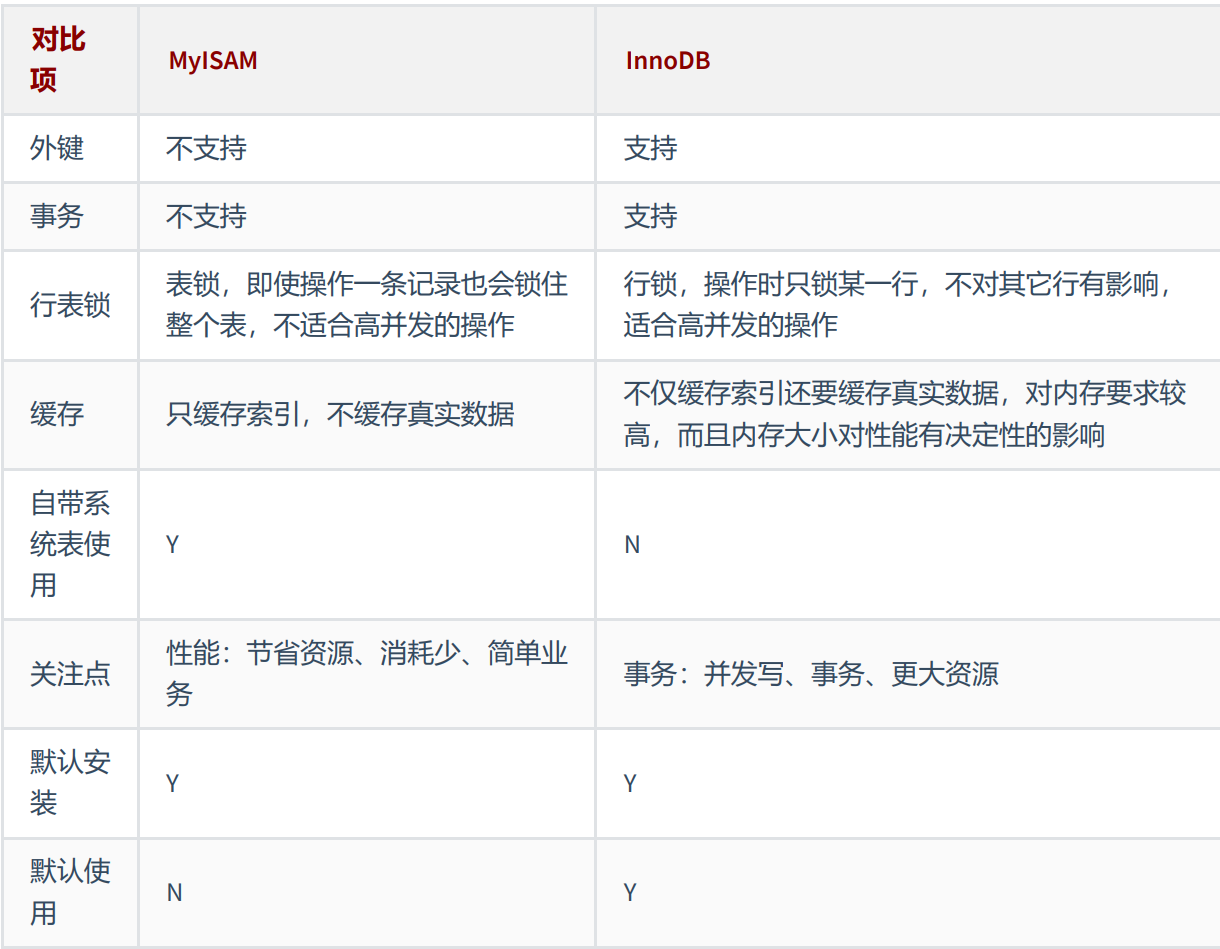 对比
项
MyISAM
InnoDB
外键
不支持
支持
事务
不支持
支持
行表锁
表锁，即使操作一条记录也会锁住
整个表，不适合高并发的操作
行锁，操作时只锁某一行，不对其它行有影响，
适合高并发的操作
缓存
只缓存索引，不缓存真实数据
不仅缓存索引还要缓存真实数据，对内存要求较
高，而且内存大小对性能有决定性的影响
自带系
统表使
用
Y
N
关注点
性能：节省资源、消耗少、简单业
务
事务：并发写、事务、更大资源
默认安
装
Y
Y
默认使
用
N
Y